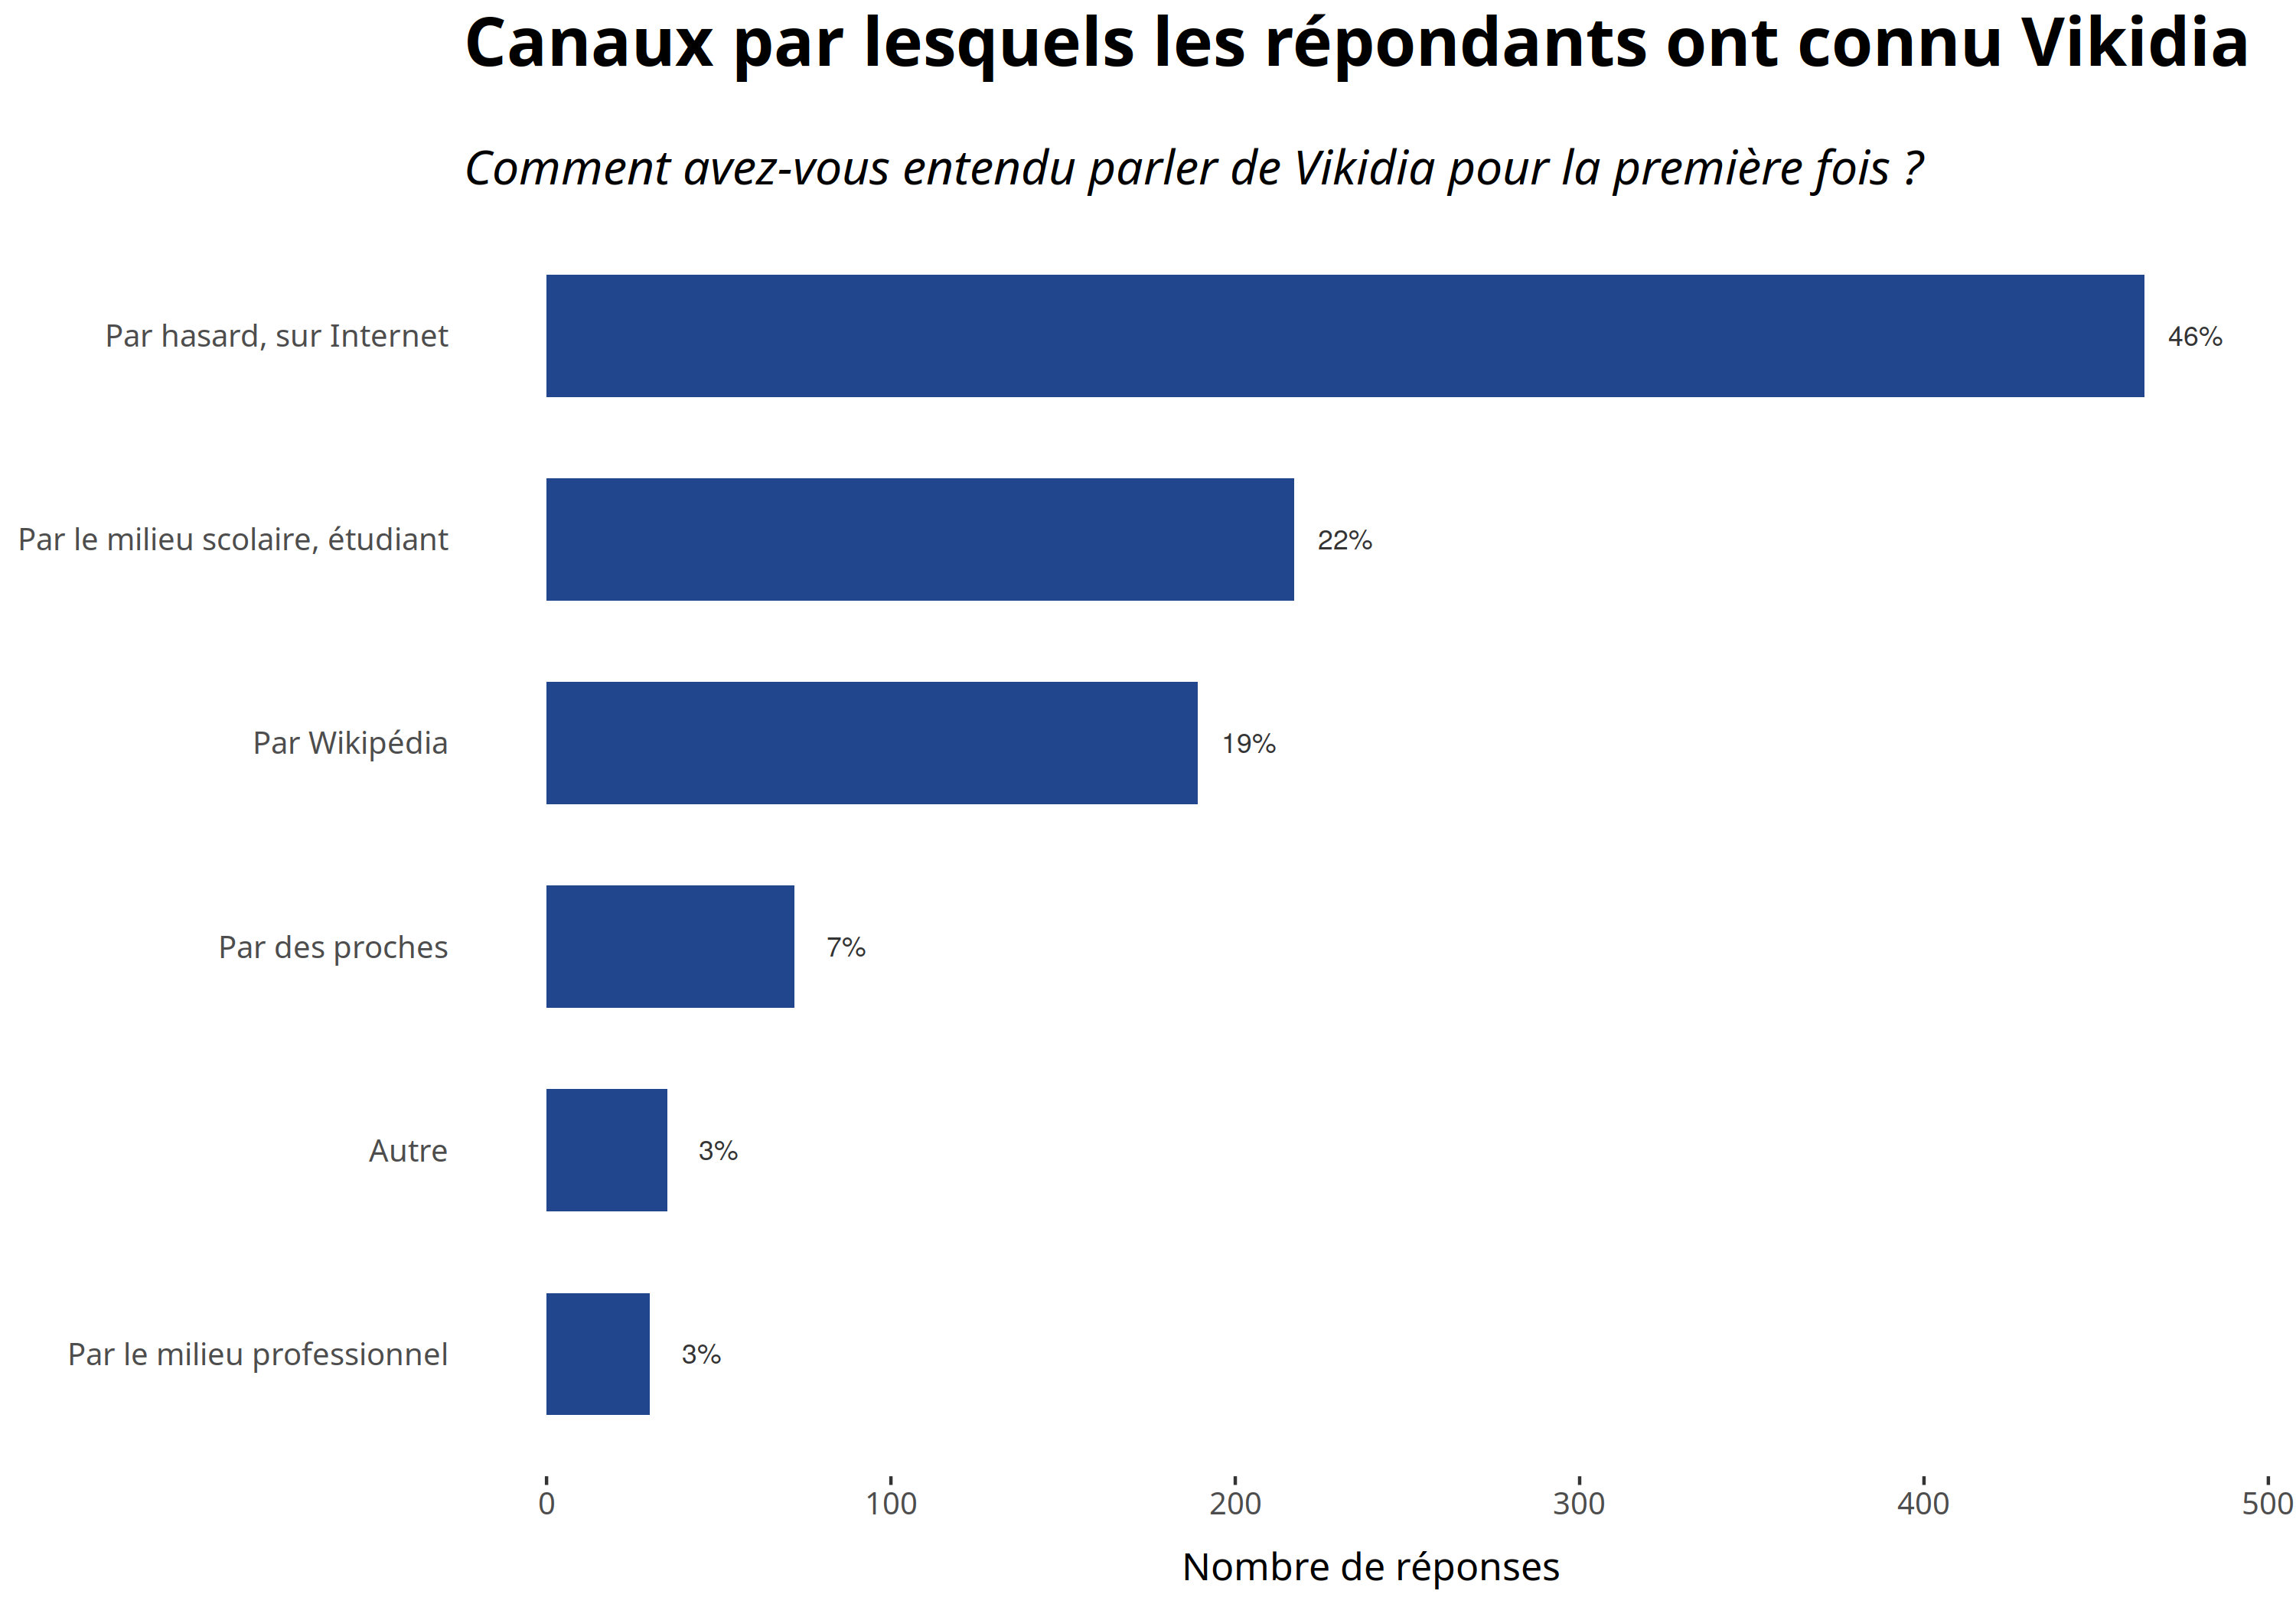 Canaux par lesquels les répondants ont connu Vikidia
Comment avez-vous entendu parler de Vikidia pour la première fois ?
Par hasard, sur Internet
46%
Par le milieu scolaire, étudiant
22%
Par Wikipédia
19%
Par des proches
7%
Autre
3%
Par le milieu professionnel
3%
0 100 200 300 400 500
Nombre de réponses